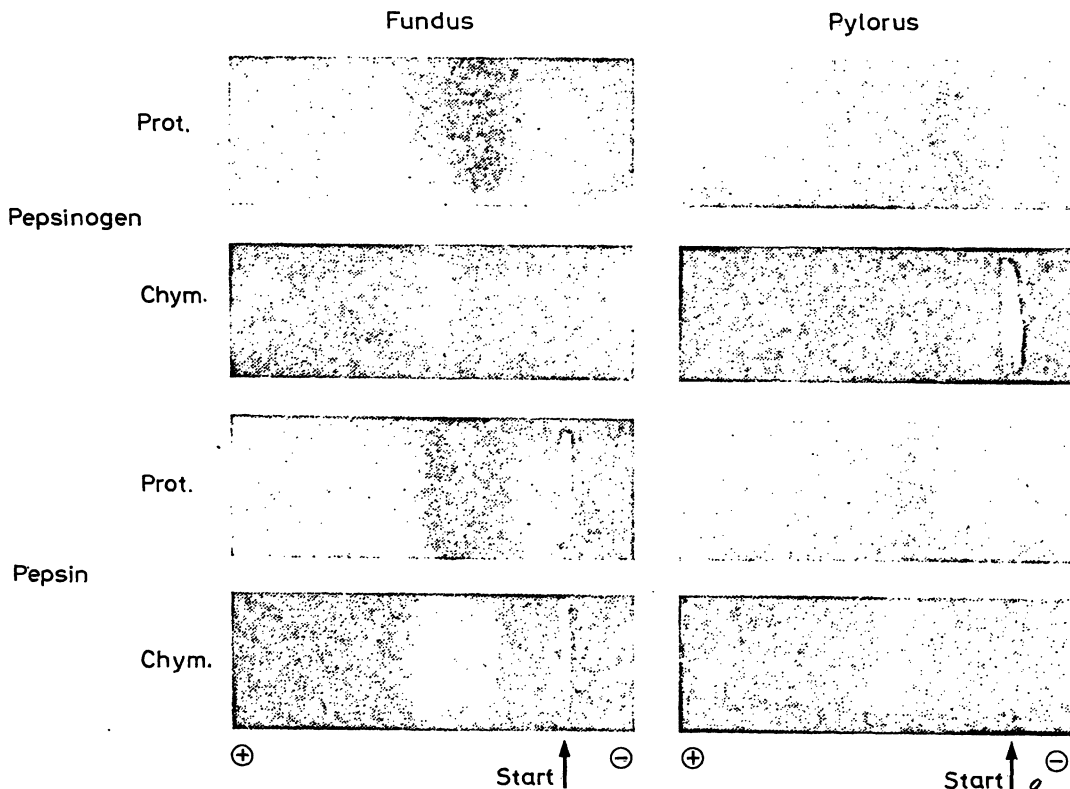 Fundus
Pylorus
Prot.
Pepsinogen
Chym.
Prot.
Pepsin
Chym.
⊕
⊖
⊕
⊖
Start
Start